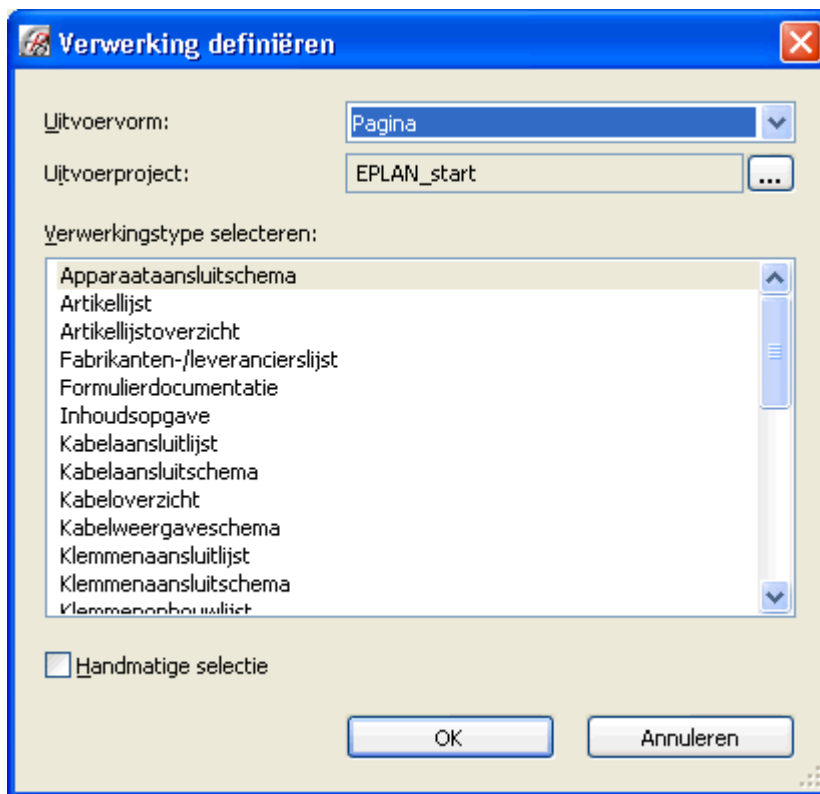 Verwerking definiëren
Uitvoervorm: Pagina
Uitvoerproject: EPLAN_start ...
Verwerkingstype selecteren:
Apparaataansluitschema
Artikellijst
Artikellijstoverzicht
Fabrikanten-/leverancierslijst
Formulierdocumentatie
Inhoudsopgave
Kabelaansluitlijst
Kabelaansluitschema
Kabeloverzicht
Kabelweergaveschema
Klemmenaansluitlijst
Klemmenaansluitschema
Klemmenopbouwlijst
Handmatige selectie
OK Annuleren